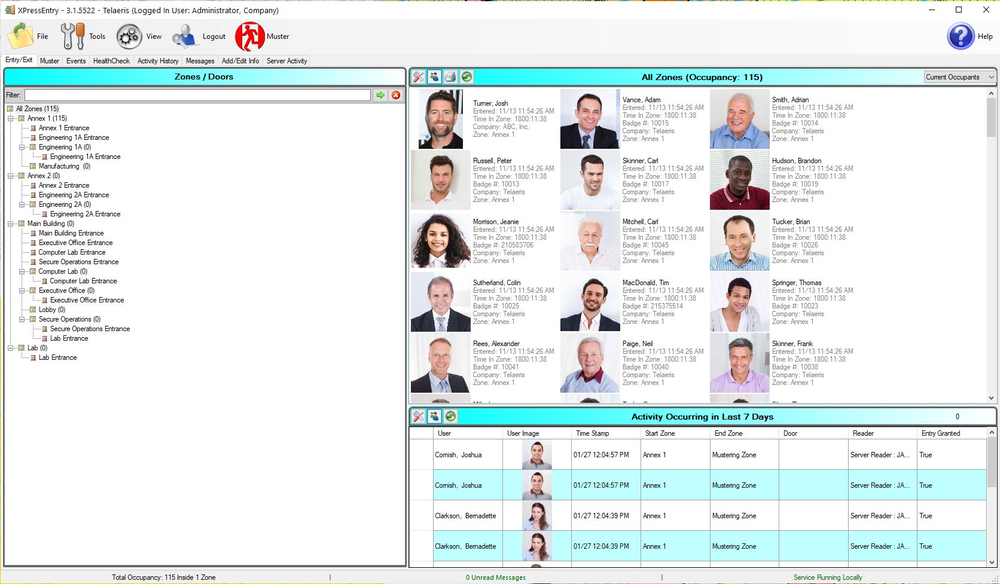 XPressEntry - 3.1.5522 - Telaeris (Logged In User: Administrator, Company)
File
Tools
View
Logout
Muster
Help
Entry/Exit
Muster
Events
HealthCheck
Activity History
Messages
Add/Edit Info
Server Activity
Zones / Doors
Filter:
All Zones (115)
Annex 1 (115)
Annex 1 Entrance
Engineering 1A Entrance
Engineering 1A (0)
Engineering 1A Entrance
Manufacturing (0)
Annex 2 (0)
Annex 2 Entrance
Engineering 2A Entrance
Engineering 2A (0)
Engineering 2A Entrance
Main Building (0)
Main Building Entrance
Executive Office Entrance
Computer Lab Entrance
Secure Operations Entrance
Computer Lab (0)
Computer Lab Entrance
Executive Office (0)
Executive Office Entrance
Lobby (0)
Secure Operations (0)
Secure Operations Entrance
Lab Entrance
Lab (0)
Lab Entrance
All Zones (Occupancy: 115)
Current Occupants
Turner, Josh
Entered: 11/13 11:54:26 AM
Time In Zone: 1800:11:38
Company: ABC, Inc.
Zone: Annex 1
Vance, Adam
Entered: 11/13 11:54:26 AM
Time In Zone: 1800:11:38
Badge #: 10015
Company: Telaeris
Zone: Annex 1
Smith, Adrian
Entered: 11/13 11:54:26 AM
Time In Zone: 1800:11:38
Badge #: 10014
Company: Telaeris
Zone: Annex 1
Russell, Peter
Entered: 11/13 11:54:26 AM
Time In Zone: 1800:11:38
Badge #: 10013
Company: Telaeris
Zone: Annex 1
Skinner, Carl
Entered: 11/13 11:54:26 AM
Time In Zone: 1800:11:38
Badge #: 10017
Company: Telaeris
Zone: Annex 1
Hudson, Brandon
Entered: 11/13 11:54:26 AM
Time In Zone: 1800:11:38
Badge #: 10019
Company: Telaeris
Zone: Annex 1
Morrison, Jeanie
Entered: 11/13 11:54:26 AM
Time In Zone: 1800:11:38
Badge #: 210583706
Company: Telaeris
Zone: Annex 1
Mitchell, Carl
Entered: 11/13 11:54:26 AM
Time In Zone: 1800:11:38
Badge #: 10045
Company: Telaeris
Zone: Annex 1
Tucker, Brian
Entered: 11/13 11:54:26 AM
Time In Zone: 1800:11:38
Badge #: 10026
Company: Telaeris
Zone: Annex 1
Sutherland, Colin
Entered: 11/13 11:54:26 AM
Time In Zone: 1800:11:38
Badge #: 10025
Company: Telaeris
Zone: Annex 1
MacDonald, Tim
Entered: 11/13 11:54:26 AM
Time In Zone: 1800:11:38
Badge #: 215375514
Company: Telaeris
Zone: Annex 1
Springer, Thomas
Entered: 11/13 11:54:26 AM
Time In Zone: 1800:11:38
Badge #: 10023
Company: Telaeris
Zone: Annex 1
Rees, Alexander
Entered: 11/13 11:54:26 AM
Time In Zone: 1800:11:38
Badge #: 10041
Company: Telaeris
Zone: Annex 1
Paige, Neil
Entered: 11/13 11:54:26 AM
Time In Zone: 1800:11:38
Badge #: 10040
Company: Telaeris
Zone: Annex 1
Skinner, Frank
Entered: 11/13 11:54:26 AM
Time In Zone: 1800:11:38
Badge #: 10038
Company: Telaeris
Zone: Annex 1
Activity Occurring in Last 7 Days
0
User User Image Time Stamp Start Zone End Zone Door Reader Entry Granted
Cornish, Joshua 01/27 12:04:57 PM Annex 1 Mustering Zone Server Reader : JA... True
Cornish, Joshua 01/27 12:04:57 PM Annex 1 Mustering Zone Server Reader : JA... True
Clarkson, Bernadette 01/27 12:04:39 PM Annex 1 Mustering Zone Server Reader : JA... True
Clarkson, Bernadette 01/27 12:04:39 PM Annex 1 Mustering Zone Server Reader : JA... True
Total Occupancy: 115 Inside 1 Zone
0 Unread Messages
Service Running Locally